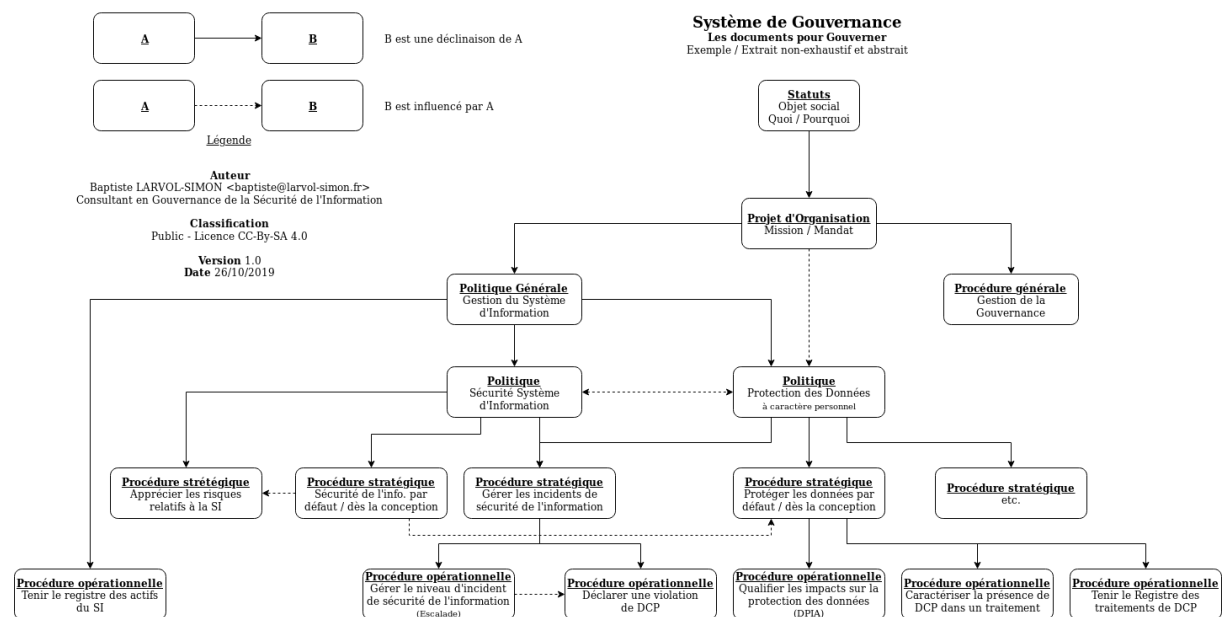 A
B
B est une déclinaison de A
A
B
B est influencé par A
Légende
Auteur
Baptiste LARVOL-SIMON <baptiste@larvol-simon.fr>
Consultant en Gouvernance de la Sécurité de l'Information
Classification
Public - Licence CC-By-SA 4.0
Version 1.0
Date 26/10/2019
Système de Gouvernance
Les documents pour Gouverner
Exemple / Extrait non-exhaustif et abstrait
Statuts
Objet social
Quoi / Pourquoi
Projet d'Organisation
Mission / Mandat
Politique Générale
Gestion du Système
d'Information
Procédure générale
Gestion de la
Gouvernance
Politique
Sécurité Système
d'Information
Politique
Protection des Données
à caractère personnel
Procédure strétégique
Apprécier les risques
relatifs à la SI
Procédure stratégique
Sécurité de l'info. par
défaut / dès la conception
Procédure stratégique
Gérer les incidents de
sécurité de l'information
Procédure stratégique
Protéger les données par
défaut / dès la conception
Procédure stratégique
etc.
Procédure opérationnelle
Tenir le registre des actifs
du SI
Procédure opérationnelle
Gérer le niveau d'incident
de sécurité de l'information
(Escalade)
Procédure opérationnelle
Déclarer une violation
de DCP
Procédure opérationnelle
Qualifier les impacts sur la
protection des données
(DPIA)
Procédure opérationnelle
Caractériser la présence de
DCP dans un traitement
Procédure opérationnelle
Tenir le Registre des
traitements de DCP